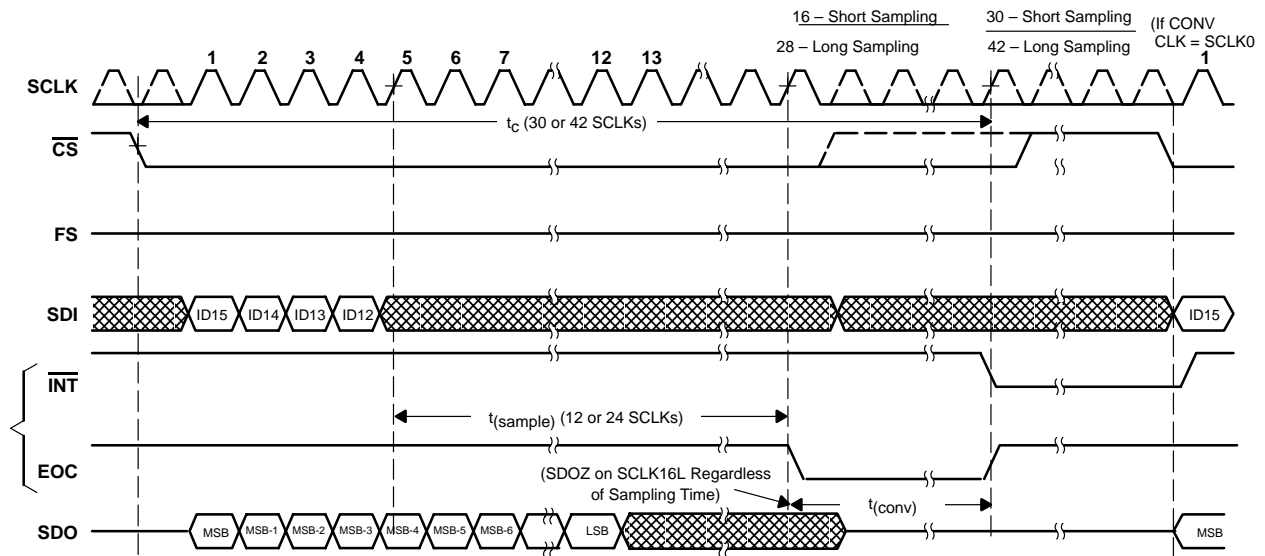 16 – Short Sampling
28 – Long Sampling
30 – Short Sampling
42 – Long Sampling
(If CONV
CLK = SCLK0
1 2 3 4 5 6 7 12 13 1
SCLK
tc (30 or 42 SCLKs)
CS
FS
SDI
ID15 ID14 ID13 ID12 ID15
INT
t(sample) (12 or 24 SCLKs)
EOC
(SDOZ on SCLK16L Regardless
of Sampling Time)
t(conv)
SDO
MSB MSB-1 MSB-2 MSB-3 MSB-4 MSB-5 MSB-6 LSB MSB